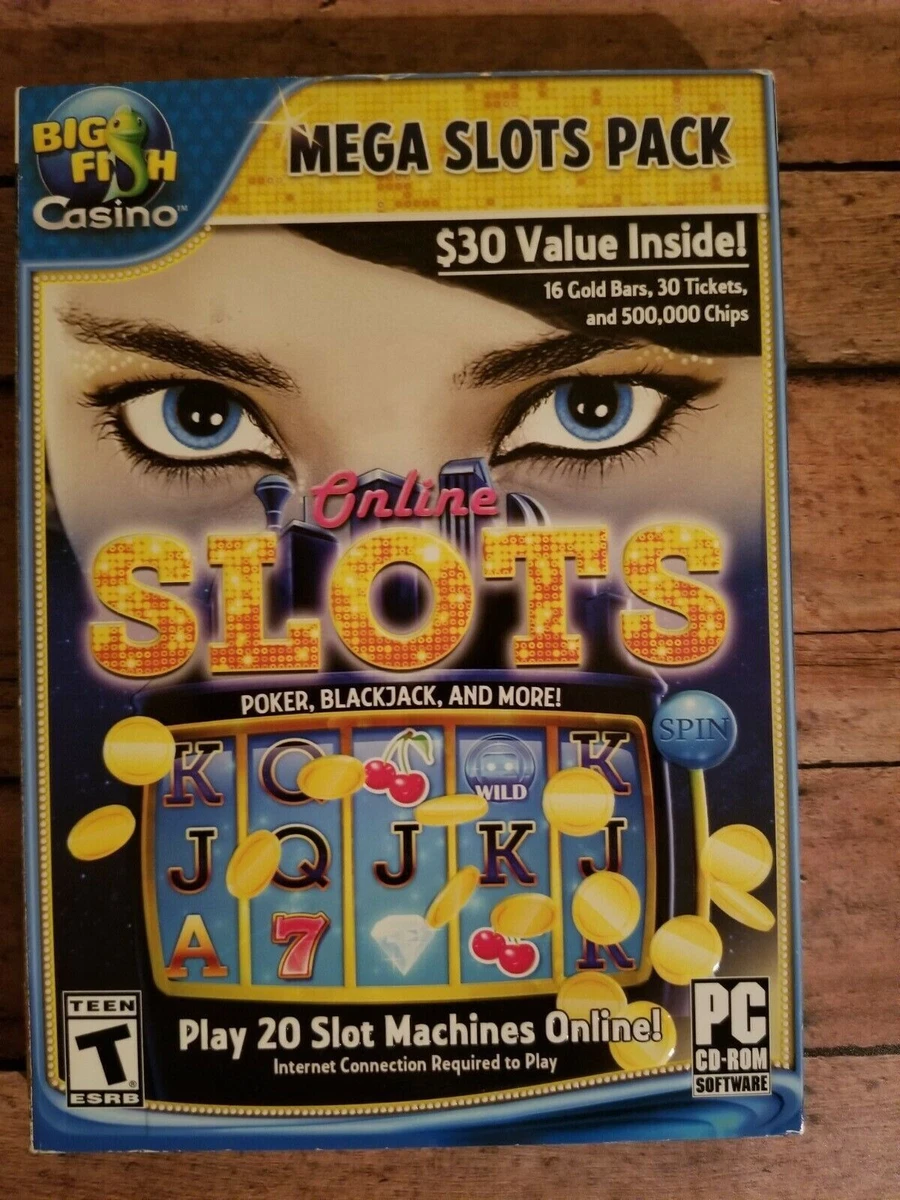 BIG FISH
Casino™
MEGA SLOTS PACK
$30 Value Inside!
16 Gold Bars, 30 Tickets,
and 500,000 Chips
Online
SLOTS
POKER, BLACKJACK, AND MORE!
SPIN
K Q WILD K
J Q J K J
A 7 K
Play 20 Slot Machines Online!
Internet Connection Required to Play
TEEN
T®
ESRB
PC
CD-ROM
SOFTWARE